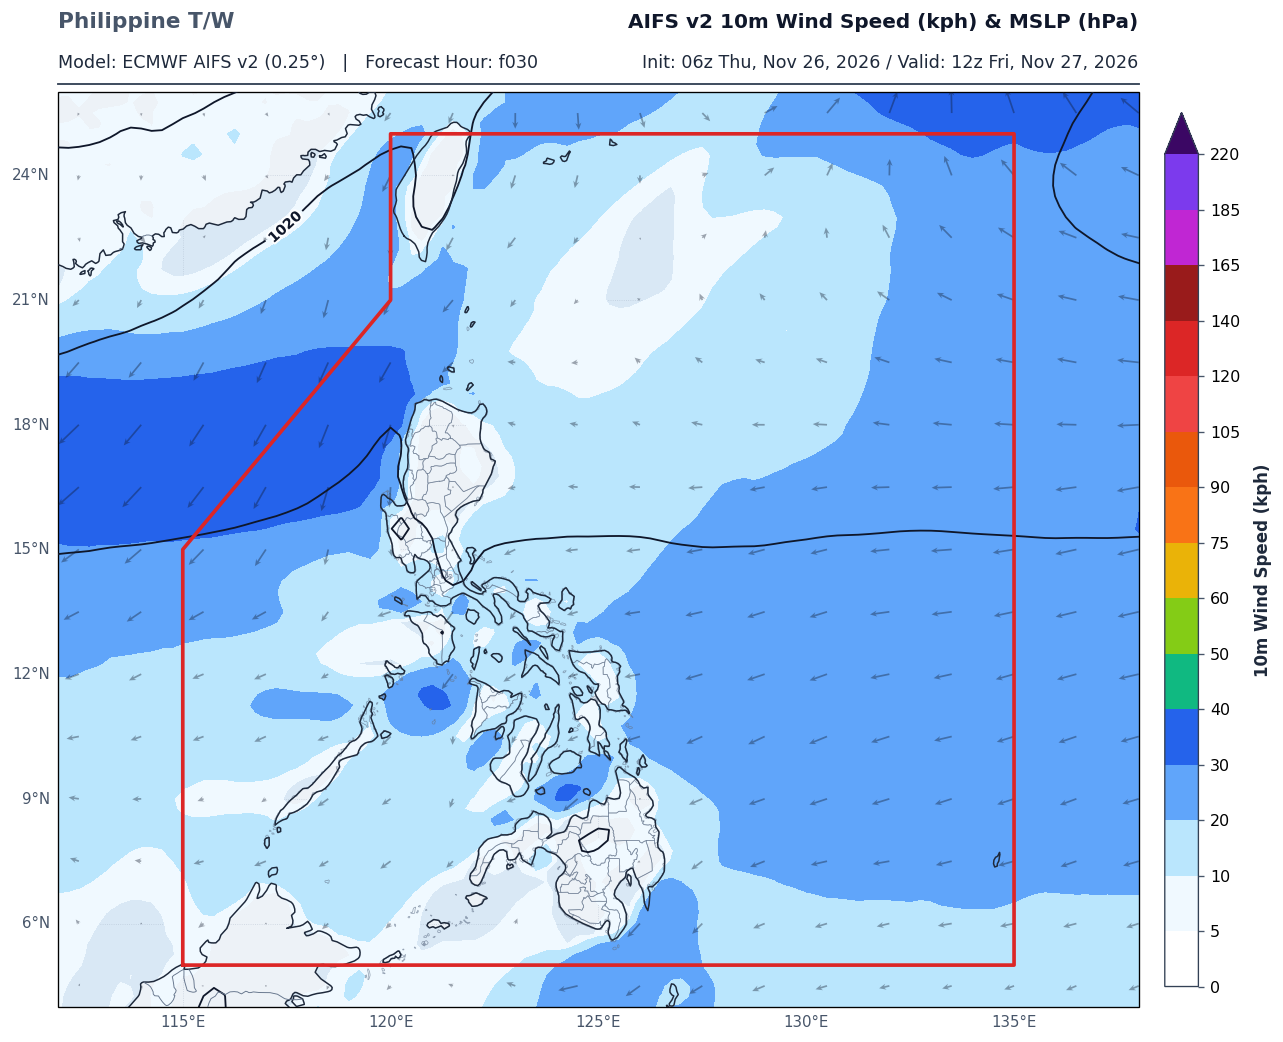 Philippine T/W
AIFS v2 10m Wind Speed (kph) & MSLP (hPa)
Model: ECMWF AIFS v2 (0.25°) | Forecast Hour: f030
Init: 06z Thu, Nov 26, 2026 / Valid: 12z Fri, Nov 27, 2026
24°N
21°N
18°N
15°N
12°N
9°N
6°N
1020
115°E
120°E
125°E
130°E
135°E
220
185
165
140
120
105
90
75
60
50
40
30
20
10
5
0
10m Wind Speed (kph)